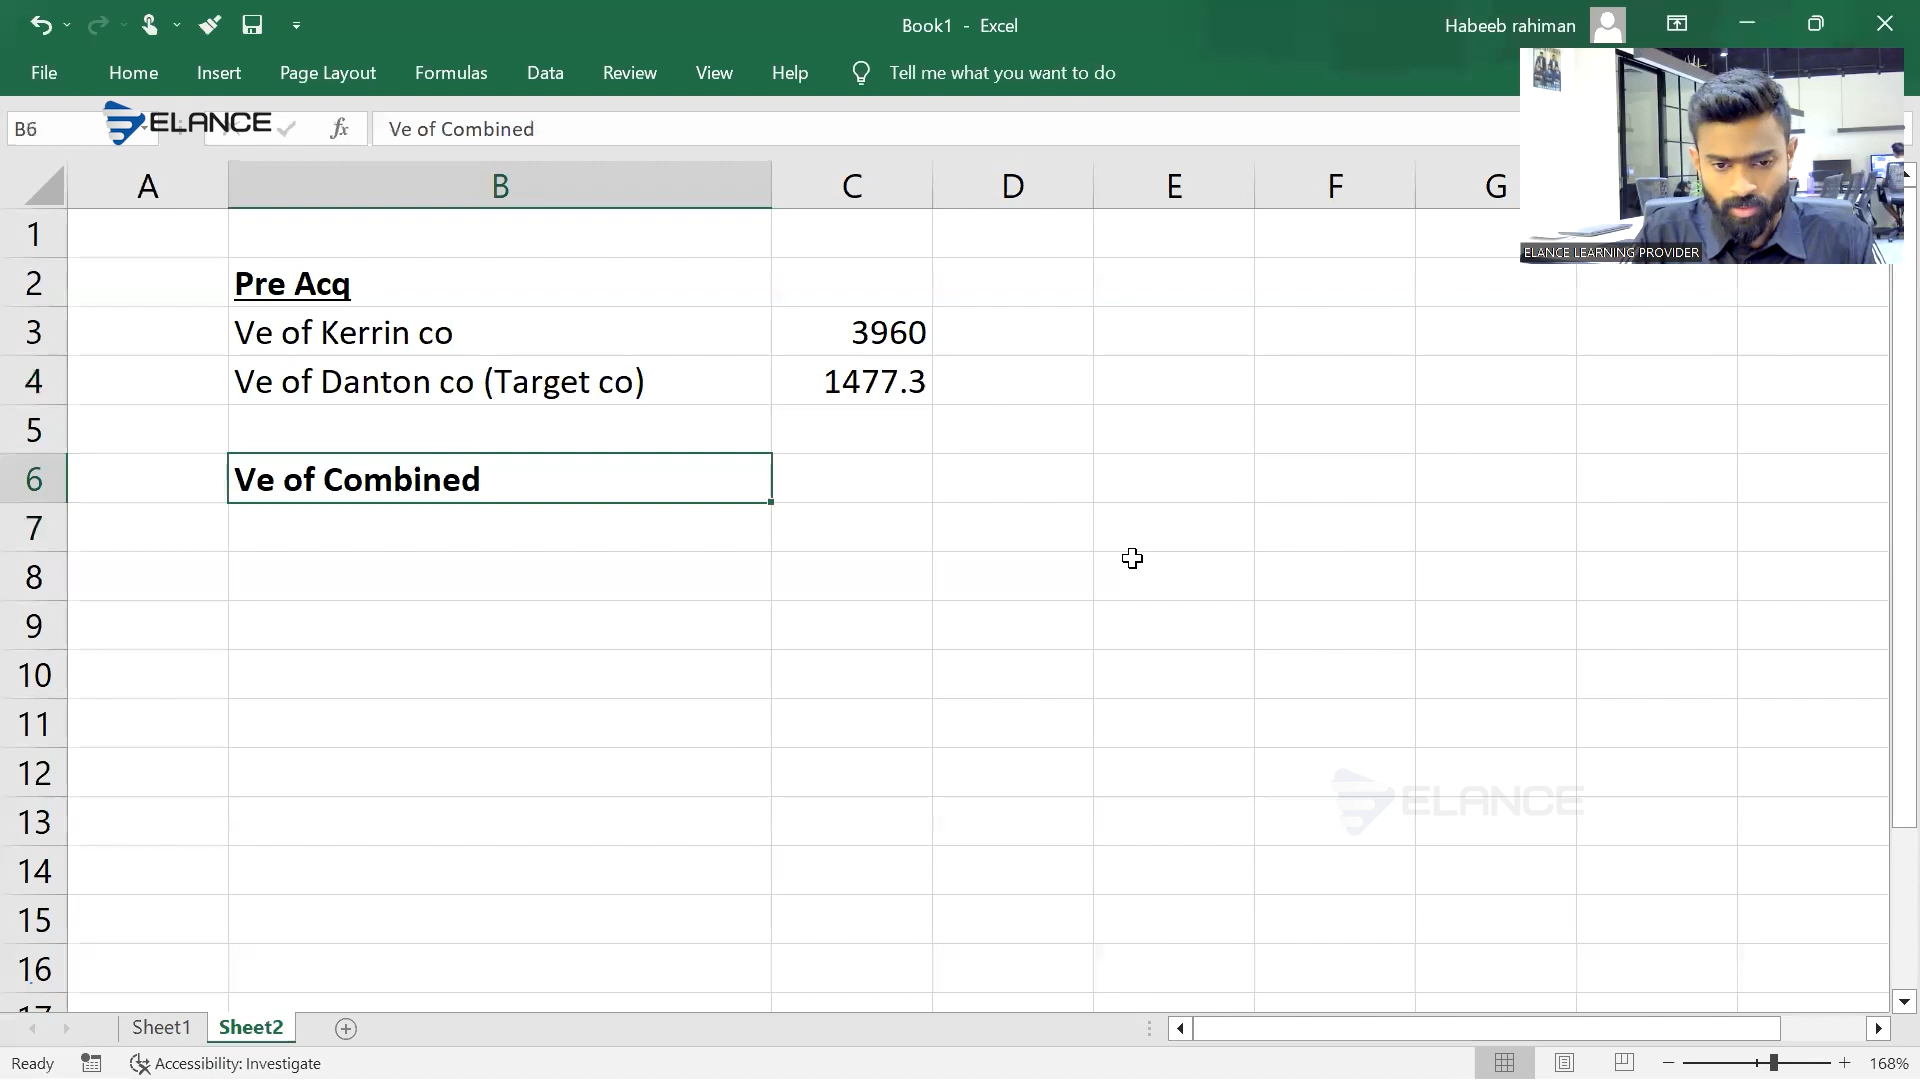 Book1 - Excel
Habeeb rahiman
File Home Insert Page Layout Formulas Data Review View Help Tell me what you want to do
B6 ELANCE fx Ve of Combined
A B C D E F G
ELANCE LEARNING PROVIDER
1
2 Pre Acq
3 Ve of Kerrin co 3960
4 Ve of Danton co (Target co) 1477.3
5
6 Ve of Combined
7
8
9
10
11
12
ELANCE
13
14
15
16
17
Sheet1 Sheet2
Ready Accessibility: Investigate 168%